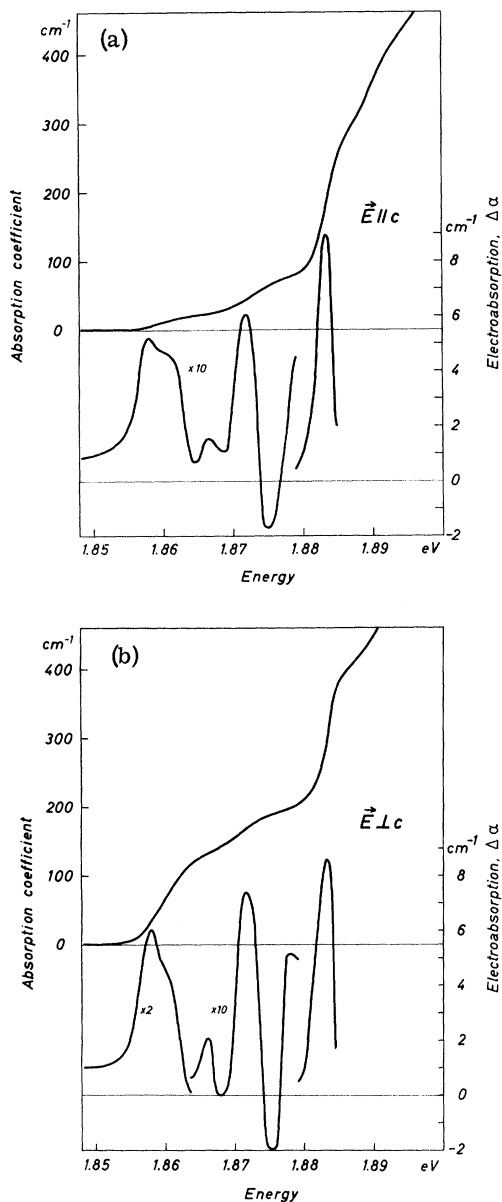 (a)
cm⁻¹
400
300
200
100
0
Absorption coefficient
E⃗ ∥ c
cm⁻¹
8
6
4
2
0
-2
Electroabsorption, Δα
x 10
1.85 1.86 1.87 1.88 1.89 eV
Energy
(b)
cm⁻¹
400
300
200
100
0
Absorption coefficient
E⃗ ⊥ c
cm⁻¹
8
6
4
2
0
-2
Electroabsorption, Δα
x2
x10
1.85 1.86 1.87 1.88 1.89 eV
Energy